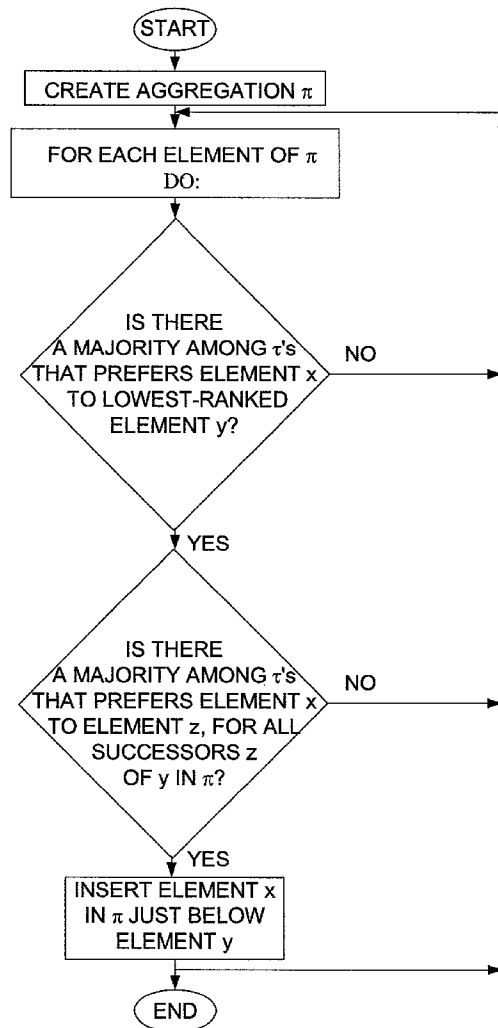 START
CREATE AGGREGATION π
FOR EACH ELEMENT OF π
DO:
IS THERE
A MAJORITY AMONG τ's
THAT PREFERS ELEMENT x
TO LOWEST-RANKED
ELEMENT y?
NO
YES
IS THERE
A MAJORITY AMONG τ's
THAT PREFERS ELEMENT x
TO ELEMENT z, FOR ALL
SUCCESSORS z
OF y IN π?
NO
YES
INSERT ELEMENT x
IN π JUST BELOW
ELEMENT y
END